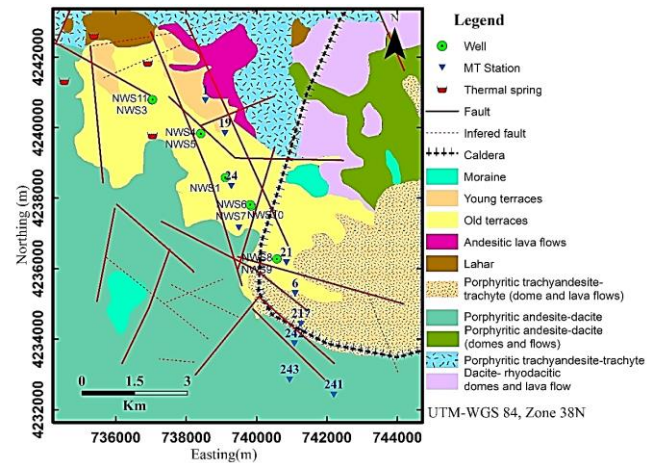 N
4242000
4240000
4238000
4236000
4234000
4232000
Northing (m)
NWS11
NWS3
NWS4
NWS5
19
24
NWS1
NWS6
NWS7
NWS10
21
NWS8
NWS9
6
217
242
243
241
0 1.5 3
Km
736000 738000 740000 742000 744000
Easting(m)
Legend
Well
MT Station
Thermal spring
Fault
Infered fault
Caldera
Moraine
Young terraces
Old terraces
Andesitic lava flows
Lahar
Porphyritic trachyandesite-
trachyte (dome and lava flows)
Porphyritic andesite-dacite
Porphyritic andesite-dacite
(domes and flows)
Porphyritic trachyandesite-trachyte
Dacite- rhyodacitic
domes and lava flow
UTM-WGS 84, Zone 38N